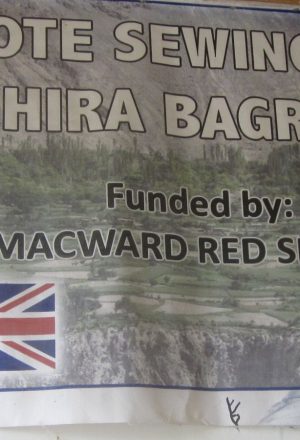 OTE SEWING
HIRA BAGR
Funded by:
MACWARD RED S